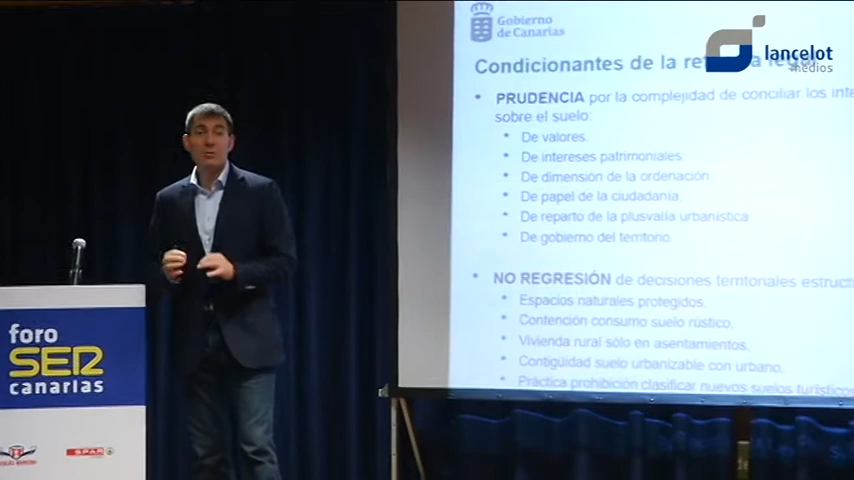 Gobierno
de Canarias
lancelot
medios
Condicionantes de la legal
• PRUDENCIA por la complejidad de conciliar los
sobre el suelo:
• De valores.
• De intereses patrimoniales.
• De dimensión de la ordenación.
• De papel de la ciudadanía.
• De reparto de la plusvalía urbanística
• De gobierno del territorio.
• NO REGRESIÓN de decisiones territoriales
• Espacios naturales protegidos.
• Contención consumo suelo rústico,
• Vivienda rural sólo en asentamientos,
• Contigüidad suelo urbanizable con urbano,
• Práctica prohibición clasificar nuevos suelos turísticos
foro
SER
canarias
SPAR